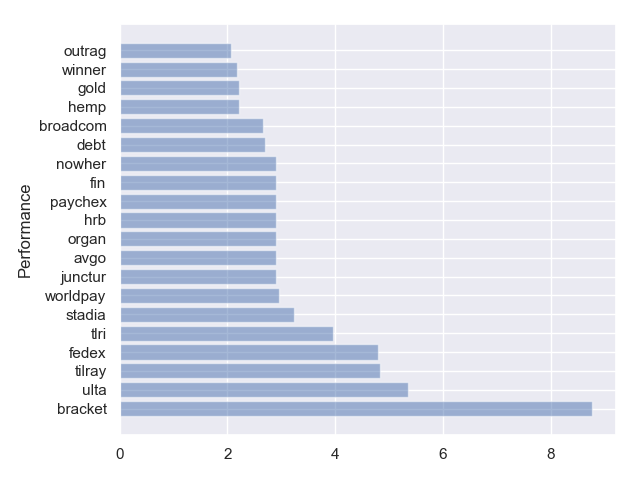 outrag
winner
gold
hemp
broadcom
debt
nowher
fin
paychex
hrb
organ
avgo
junctur
worldpay
stadia
tlri
fedex
tilray
ulta
bracket
Performance
0 2 4 6 8